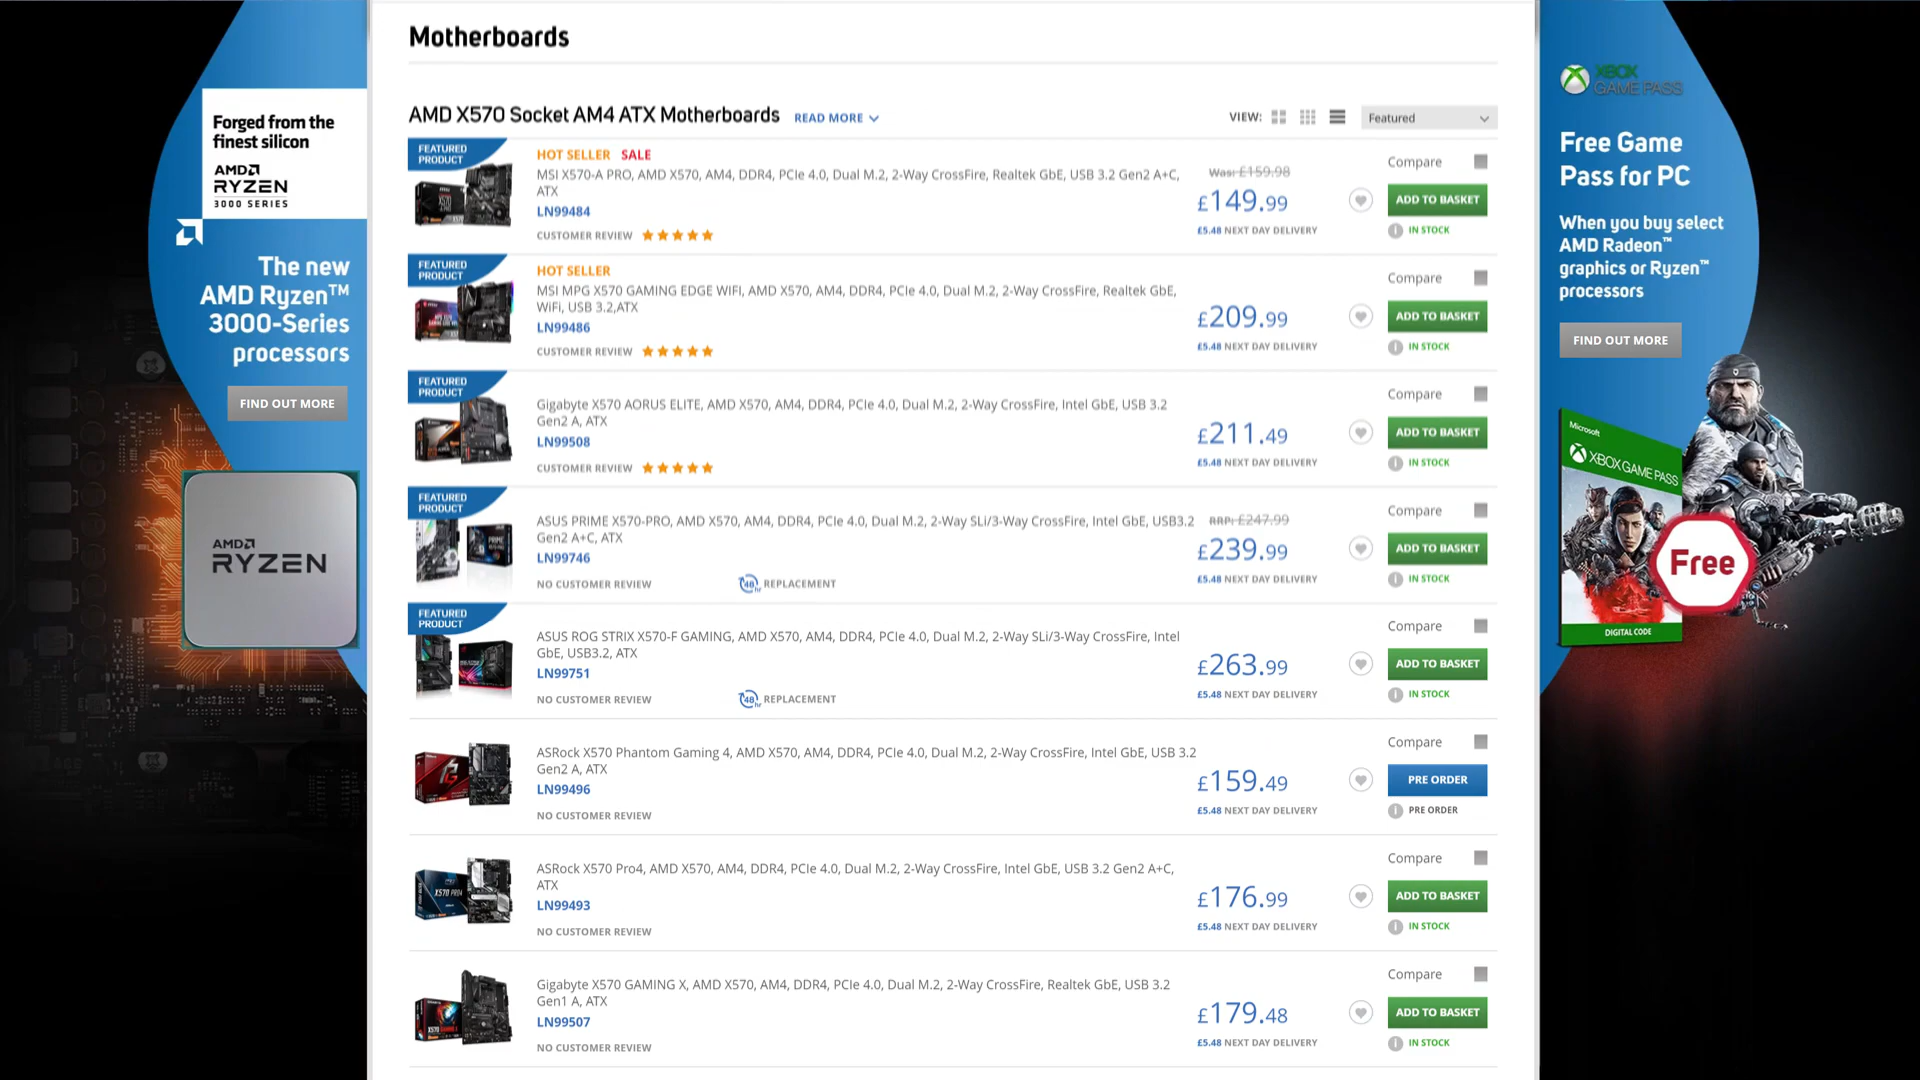 Motherboards
AMD X570 Socket AM4 ATX Motherboards
READ MORE
VIEW:
Featured
FEATURED
PRODUCT
HOT SELLER SALE
MSI X570-A PRO, AMD X570, AM4, DDR4, PCIe 4.0, Dual M.2, 2-Way CrossFire, Realtek GbE, USB 3.2 Gen2 A+C,
ATX
LN99484
CUSTOMER REVIEW
Was: £159.98
£149.99
£5.48 NEXT DAY DELIVERY
Compare
ADD TO BASKET
IN STOCK
FEATURED
PRODUCT
HOT SELLER
MSI MPG X570 GAMING EDGE WIFI, AMD X570, AM4, DDR4, PCIe 4.0, Dual M.2, 2-Way CrossFire, Realtek GbE,
WiFi, USB 3.2,ATX
LN99486
CUSTOMER REVIEW
£209.99
£5.48 NEXT DAY DELIVERY
Compare
ADD TO BASKET
IN STOCK
FEATURED
PRODUCT
Gigabyte X570 AORUS ELITE, AMD X570, AM4, DDR4, PCIe 4.0, Dual M.2, 2-Way CrossFire, Intel GbE, USB 3.2
Gen2 A, ATX
LN99508
CUSTOMER REVIEW
£211.49
£5.48 NEXT DAY DELIVERY
Compare
ADD TO BASKET
IN STOCK
FEATURED
PRODUCT
ASUS PRIME X570-PRO, AMD X570, AM4, DDR4, PCIe 4.0, Dual M.2, 2-Way SLi/3-Way CrossFire, Intel GbE, USB3.2
Gen2 A+C, ATX
LN99746
NO CUSTOMER REVIEW
48hr REPLACEMENT
RRP: £247.99
£239.99
£5.48 NEXT DAY DELIVERY
Compare
ADD TO BASKET
IN STOCK
FEATURED
PRODUCT
ASUS ROG STRIX X570-F GAMING, AMD X570, AM4, DDR4, PCIe 4.0, Dual M.2, 2-Way SLi/3-Way CrossFire, Intel
GbE, USB3.2, ATX
LN99751
NO CUSTOMER REVIEW
48hr REPLACEMENT
£263.99
£5.48 NEXT DAY DELIVERY
Compare
ADD TO BASKET
IN STOCK
ASRock X570 Phantom Gaming 4, AMD X570, AM4, DDR4, PCIe 4.0, Dual M.2, 2-Way CrossFire, Intel GbE, USB 3.2
Gen2 A, ATX
LN99496
NO CUSTOMER REVIEW
£159.49
£5.48 NEXT DAY DELIVERY
Compare
PRE ORDER
PRE ORDER
X570 PRO4
ASRock X570 Pro4, AMD X570, AM4, DDR4, PCIe 4.0, Dual M.2, 2-Way CrossFire, Intel GbE, USB 3.2 Gen2 A+C,
ATX
LN99493
NO CUSTOMER REVIEW
£176.99
£5.48 NEXT DAY DELIVERY
Compare
ADD TO BASKET
IN STOCK
Gigabyte X570 GAMING X, AMD X570, AM4, DDR4, PCIe 4.0, Dual M.2, 2-Way CrossFire, Realtek GbE, USB 3.2
Gen1 A, ATX
LN99507
NO CUSTOMER REVIEW
£179.48
£5.48 NEXT DAY DELIVERY
Compare
ADD TO BASKET
IN STOCK
Forged from the
finest silicon
AMD
RYZEN
3000 SERIES
The new
AMD Ryzen™
3000-Series
processors
FIND OUT MORE
AMD
RYZEN
XBOX
GAME PASS
Free Game
Pass for PC
When you buy select
AMD Radeon™
graphics or Ryzen™
processors
FIND OUT MORE
Microsoft
XBOX GAME PASS
Free
DIGITAL CODE